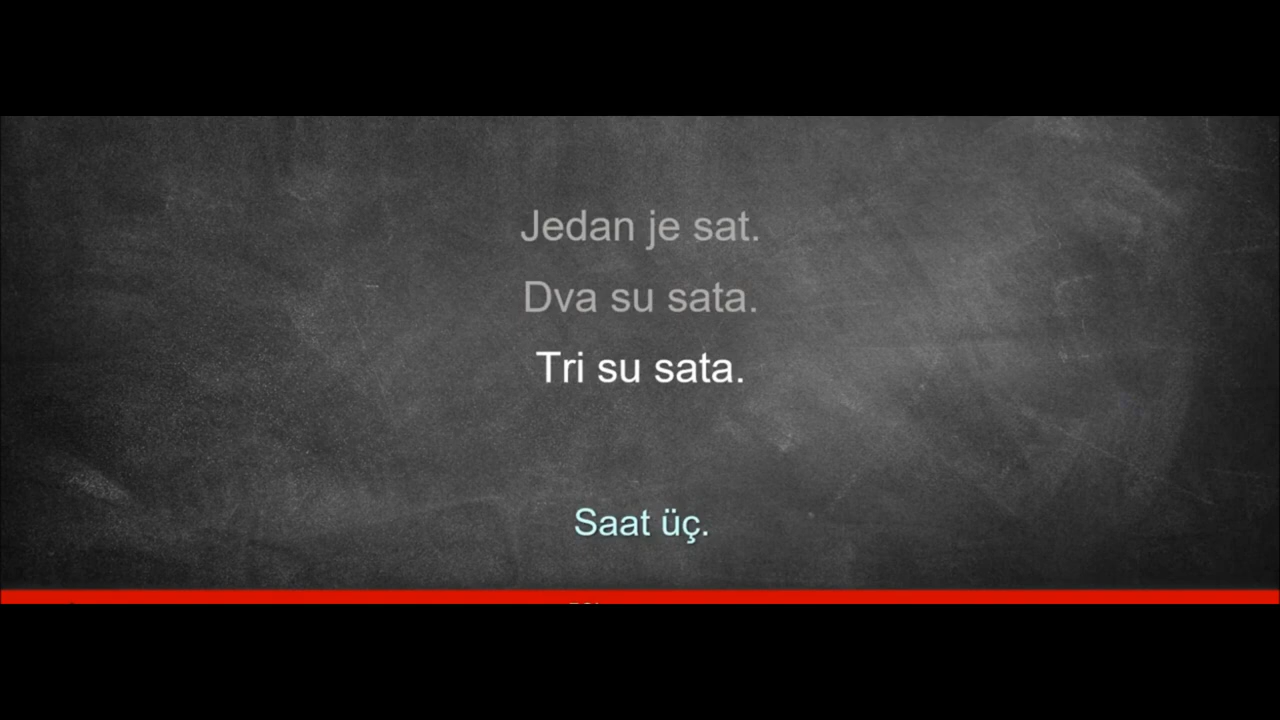 Jedan je sat.
Dva su sata.
Tri su sata.
Saat üç.